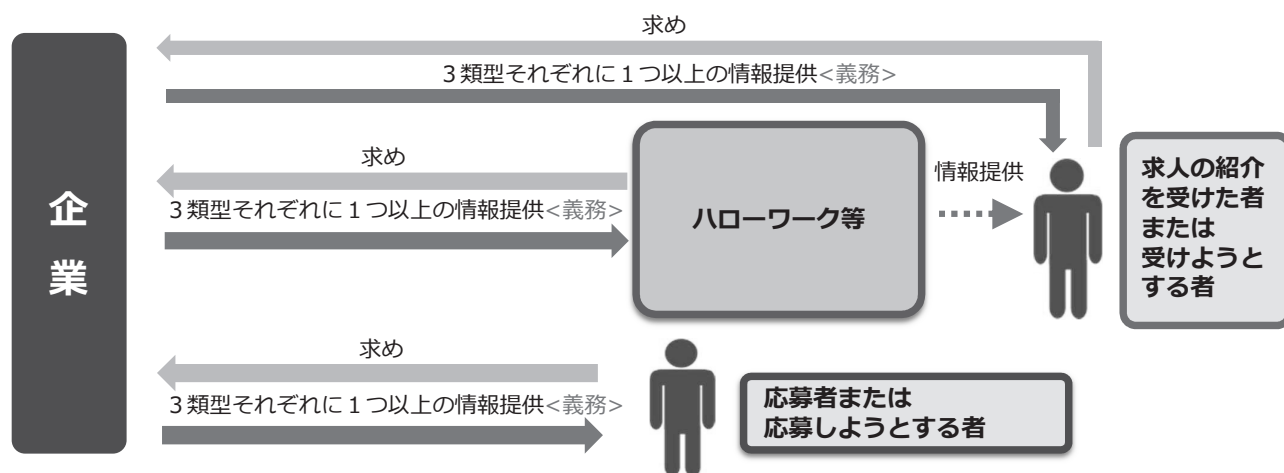 求め
３類型それぞれに１つ以上の情報提供<義務>
企業
求め
３類型それぞれに１つ以上の情報提供<義務>
ハローワーク等
情報提供
求人の紹介
を受けた者
または
受けようと
する者
求め
３類型それぞれに１つ以上の情報提供<義務>
応募者または
応募しようとする者